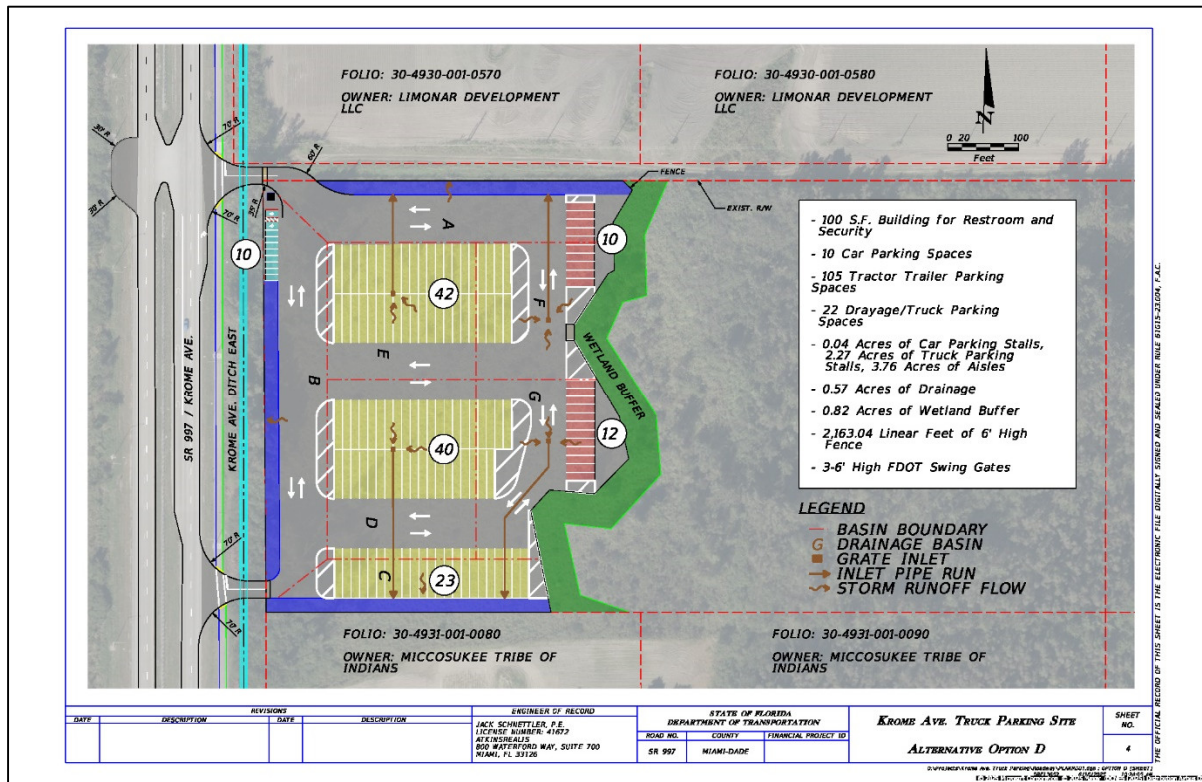 FOLIO: 30-4930-001-0570
OWNER: LIMONAR DEVELOPMENT
LLC
FOLIO: 30-4930-001-0580
OWNER: LIMONAR DEVELOPMENT
LLC
N
0 20 100
Feet
30' R
70' R
60' R
FENCE
EXIST. R/W
30' R
70' R
35' R
10
A
10
42
F
E
B
G
WETLAND BUFFER
SR 997 / KROME AVE.
KROME AVE. DITCH EAST
40
12
D
C
23
70' R
70' R
- 100 S.F. Building for Restroom and
Security
- 10 Car Parking Spaces
- 105 Tractor Trailer Parking
Spaces
- 22 Drayage/Truck Parking
Spaces
- 0.04 Acres of Car Parking Stalls,
2.27 Acres of Truck Parking
Stalls, 3.76 Acres of Aisles
- 0.57 Acres of Drainage
- 0.82 Acres of Wetland Buffer
- 2,163.04 Linear Feet of 6' High
Fence
- 3-6' High FDOT Swing Gates
LEGEND
BASIN BOUNDARY
G DRAINAGE BASIN
GRATE INLET
INLET PIPE RUN
STORM RUNOFF FLOW
FOLIO: 30-4931-001-0080
OWNER: MICCOSUKEE TRIBE OF
INDIANS
FOLIO: 30-4931-001-0090
OWNER: MICCOSUKEE TRIBE OF
INDIANS
THE OFFICIAL RECORD OF THIS SHEET IS THE ELECTRONIC FILE DIGITALLY SIGNED AND SEALED UNDER RULE 61G15-23.004, F.A.C.
REVISIONS
DATE DESCRIPTION DATE DESCRIPTION
ENGINEER OF RECORD
JACK SCHNETTLER, P.E.
LICENSE NUMBER: 41672
ATKINSREALIS
800 WATERFORD WAY, SUITE 700
MIAMI, FL 33126
STATE OF FLORIDA
DEPARTMENT OF TRANSPORTATION
ROAD NO. COUNTY FINANCIAL PROJECT ID
SR 997 MIAMI-DADE
KROME AVE. TRUCK PARKING SITE
ALTERNATIVE OPTION D
SHEET
NO.
4